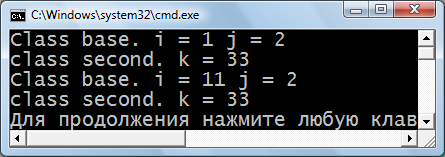 C:\Windows\system32\cmd.exe
Class base. i = 1 j = 2
Class second. k = 33
Class base. i = 11 j = 2
Class second. k = 33
Для продолжения нажмите любую клав